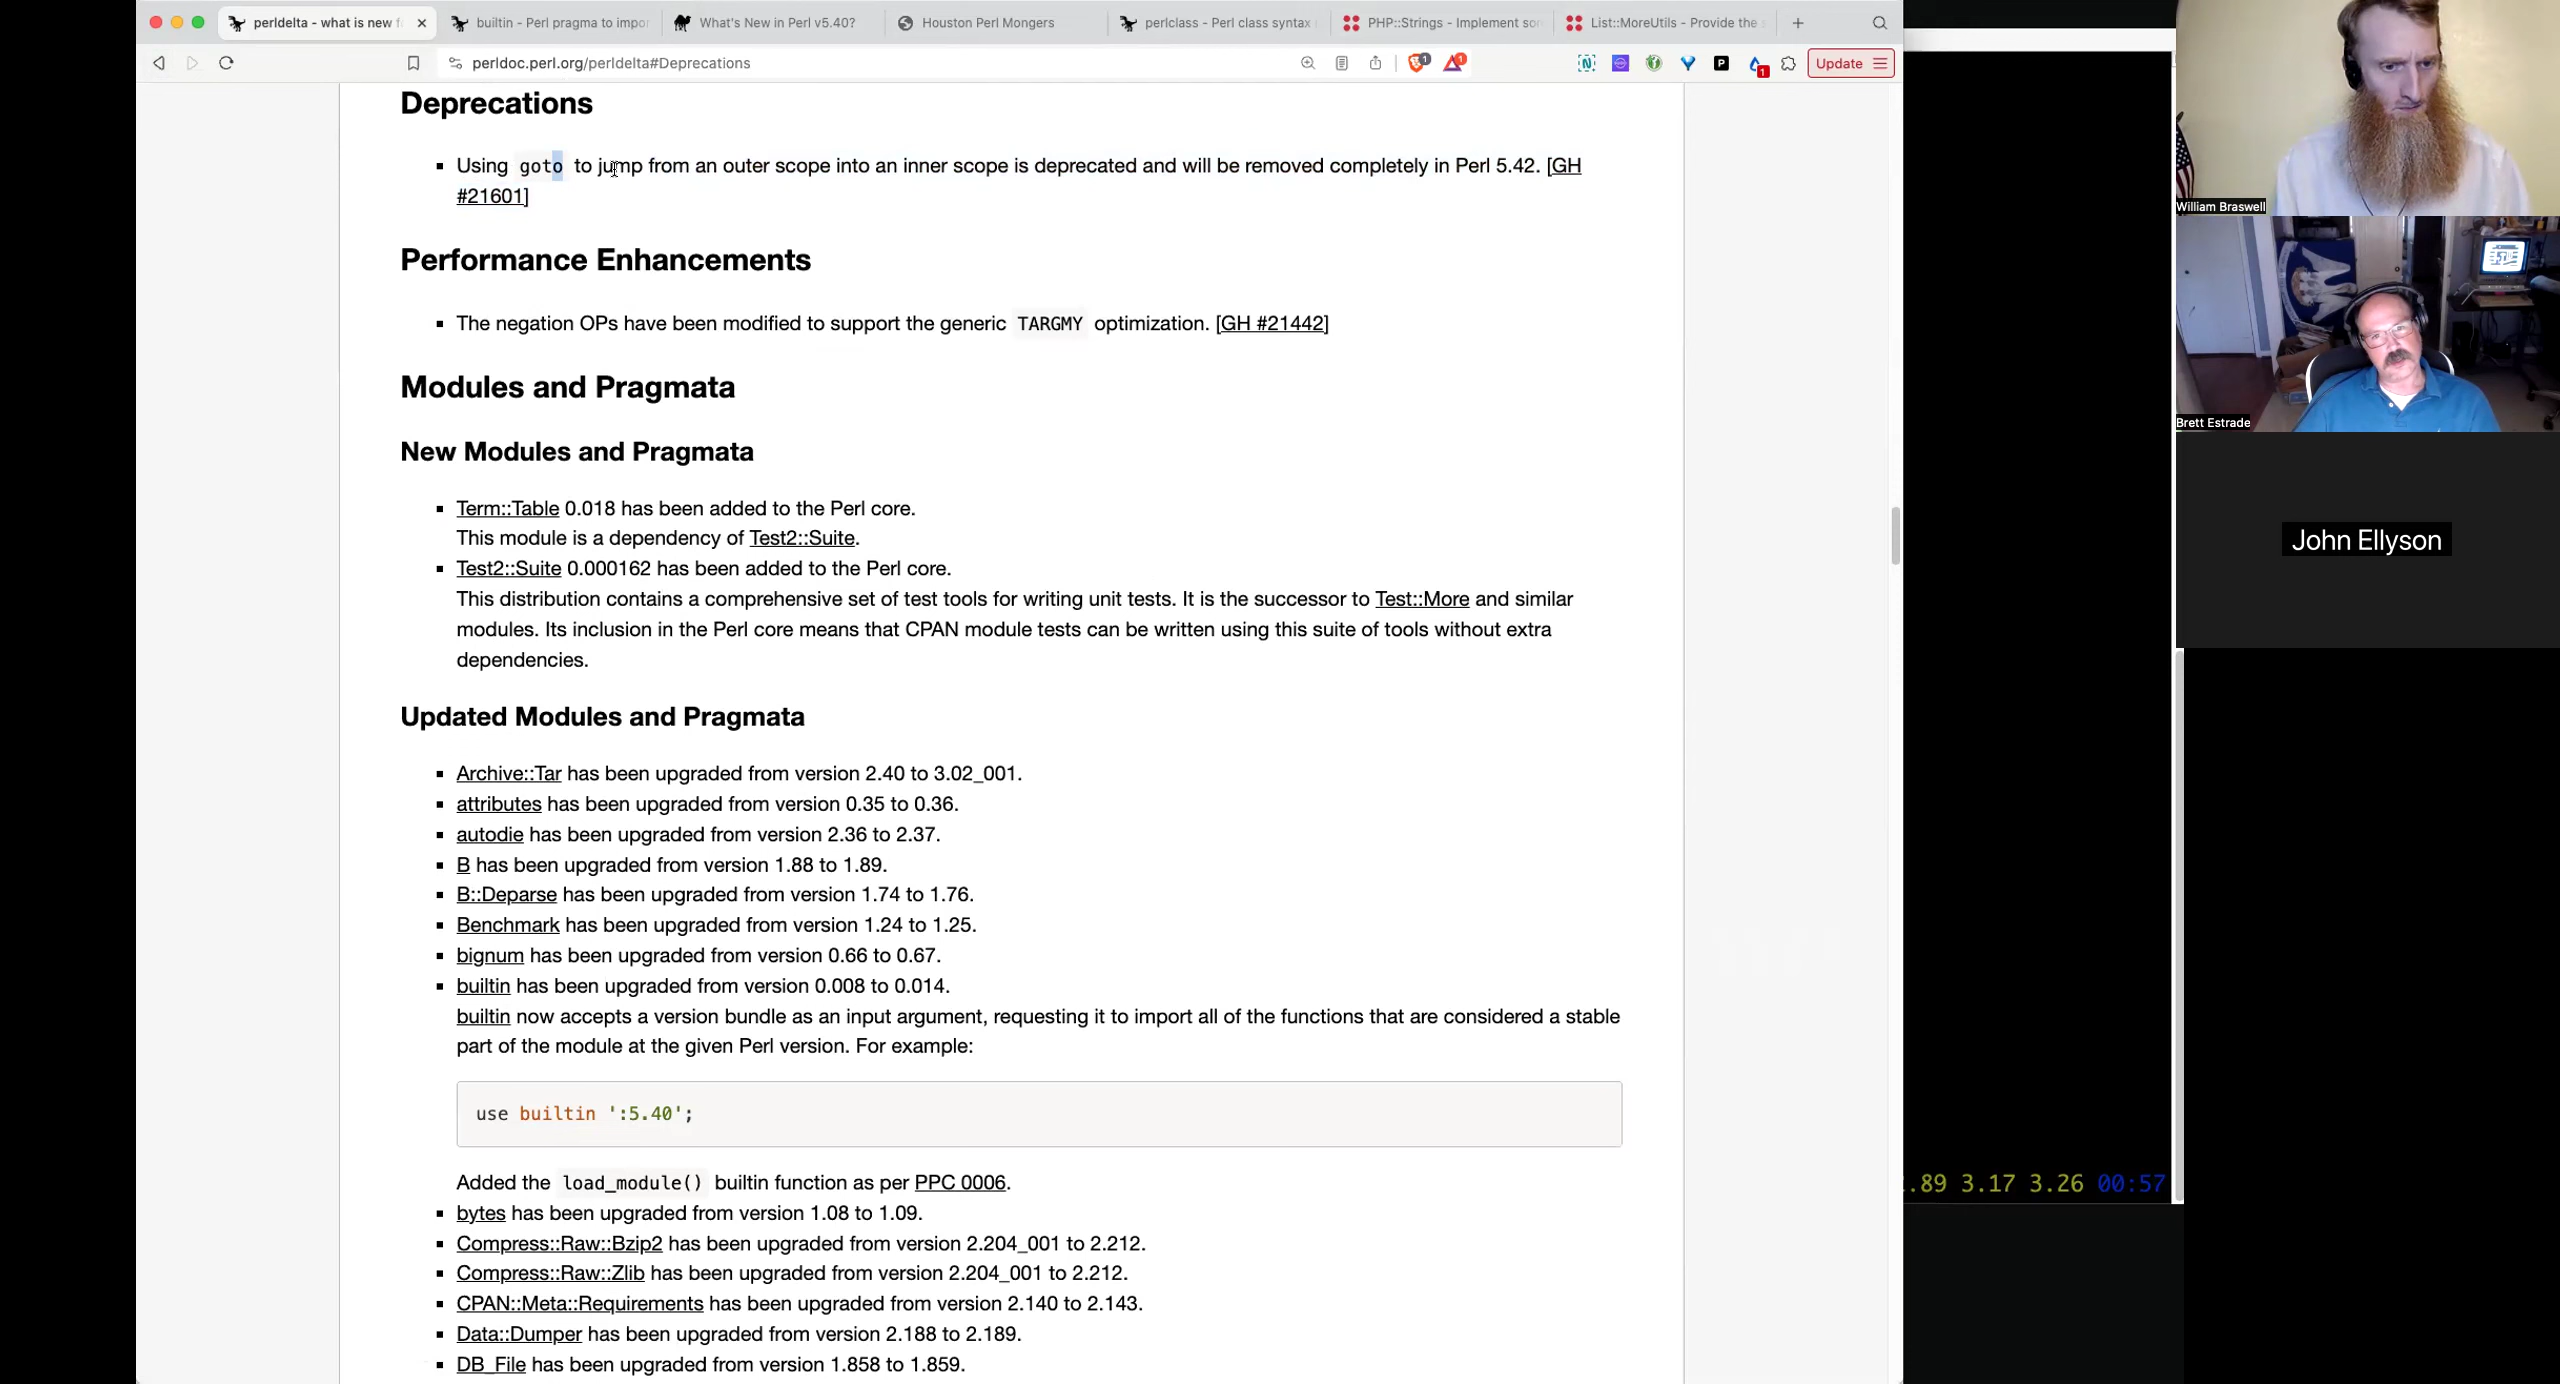 perldelta - what is new f
builtin - Perl pragma to impor
What's New in Perl v5.40?
Houston Perl Mongers
perlclass - Perl class syntax
PHP::Strings - Implement som
List::MoreUtils - Provide the s
perldoc.perl.org/perldelta#Deprecations
1
1
N
P
1
Update
Deprecations
Using goto to jump from an outer scope into an inner scope is deprecated and will be removed completely in Perl 5.42. [GH
#21601]
Performance Enhancements
The negation OPs have been modified to support the generic TARGMY optimization. [GH #21442]
Modules and Pragmata
New Modules and Pragmata
Term::Table 0.018 has been added to the Perl core.
This module is a dependency of Test2::Suite.
Test2::Suite 0.000162 has been added to the Perl core.
This distribution contains a comprehensive set of test tools for writing unit tests. It is the successor to Test::More and similar
modules. Its inclusion in the Perl core means that CPAN module tests can be written using this suite of tools without extra
dependencies.
Updated Modules and Pragmata
Archive::Tar has been upgraded from version 2.40 to 3.02_001.
attributes has been upgraded from version 0.35 to 0.36.
autodie has been upgraded from version 2.36 to 2.37.
B has been upgraded from version 1.88 to 1.89.
B::Deparse has been upgraded from version 1.74 to 1.76.
Benchmark has been upgraded from version 1.24 to 1.25.
bignum has been upgraded from version 0.66 to 0.67.
builtin has been upgraded from version 0.008 to 0.014.
builtin now accepts a version bundle as an input argument, requesting it to import all of the functions that are considered a stable
part of the module at the given Perl version. For example:
use builtin ':5.40';
Added the load_module() builtin function as per PPC 0006.
bytes has been upgraded from version 1.08 to 1.09.
Compress::Raw::Bzip2 has been upgraded from version 2.204_001 to 2.212.
Compress::Raw::Zlib has been upgraded from version 2.204_001 to 2.212.
CPAN::Meta::Requirements has been upgraded from version 2.140 to 2.143.
Data::Dumper has been upgraded from version 2.188 to 2.189.
DB_File has been upgraded from version 1.858 to 1.859.
.89 3.17 3.26 00:57
William Braswell
Brett Estrade
John Ellyson